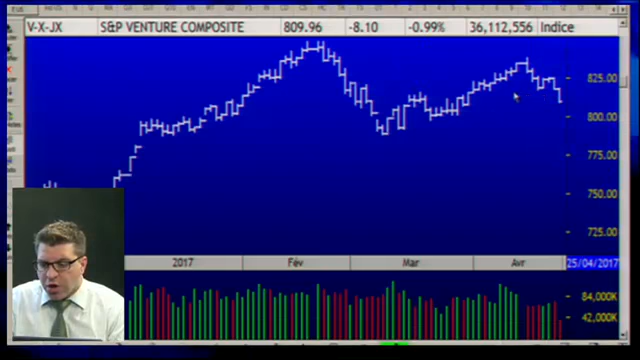 V-X-JX S&P VENTURE COMPOSITE 809.96 -8.10 -0.99% 36,112,556 Indice
825.00
800.00
775.00
750.00
725.00
2017 Fév Mar Avr 25/04/2017
84,000K
42,000K